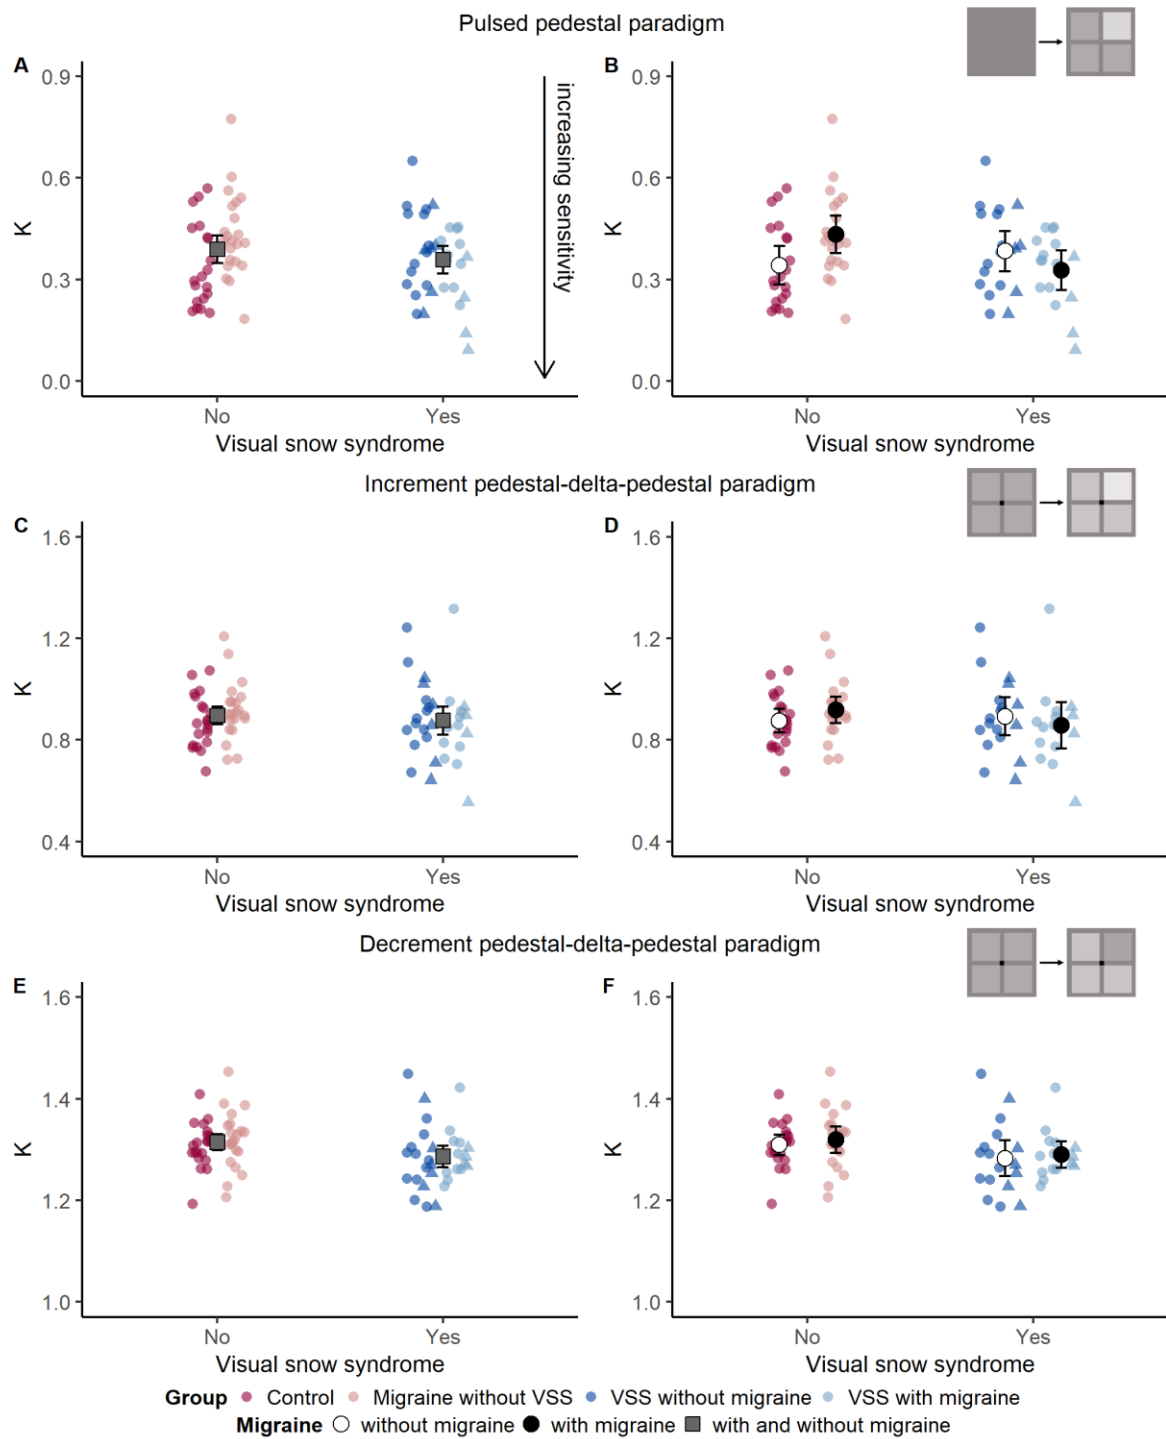 Pulsed pedestal paradigm
A
B
0.9
0.6
0.3
0.0
K
increasing sensitivity
No
Yes
Visual snow syndrome
0.9
0.6
0.3
0.0
K
No
Yes
Visual snow syndrome
Increment pedestal-delta-pedestal paradigm
C
D
1.6
1.2
0.8
0.4
K
No
Yes
Visual snow syndrome
1.6
1.2
0.8
0.4
K
No
Yes
Visual snow syndrome
Decrement pedestal-delta-pedestal paradigm
E
F
1.6
1.4
1.2
1.0
K
No
Yes
Visual snow syndrome
1.6
1.4
1.2
1.0
K
No
Yes
Visual snow syndrome
Group Control Migraine without VSS VSS without migraine VSS with migraine
Migraine without migraine with migraine with and without migraine